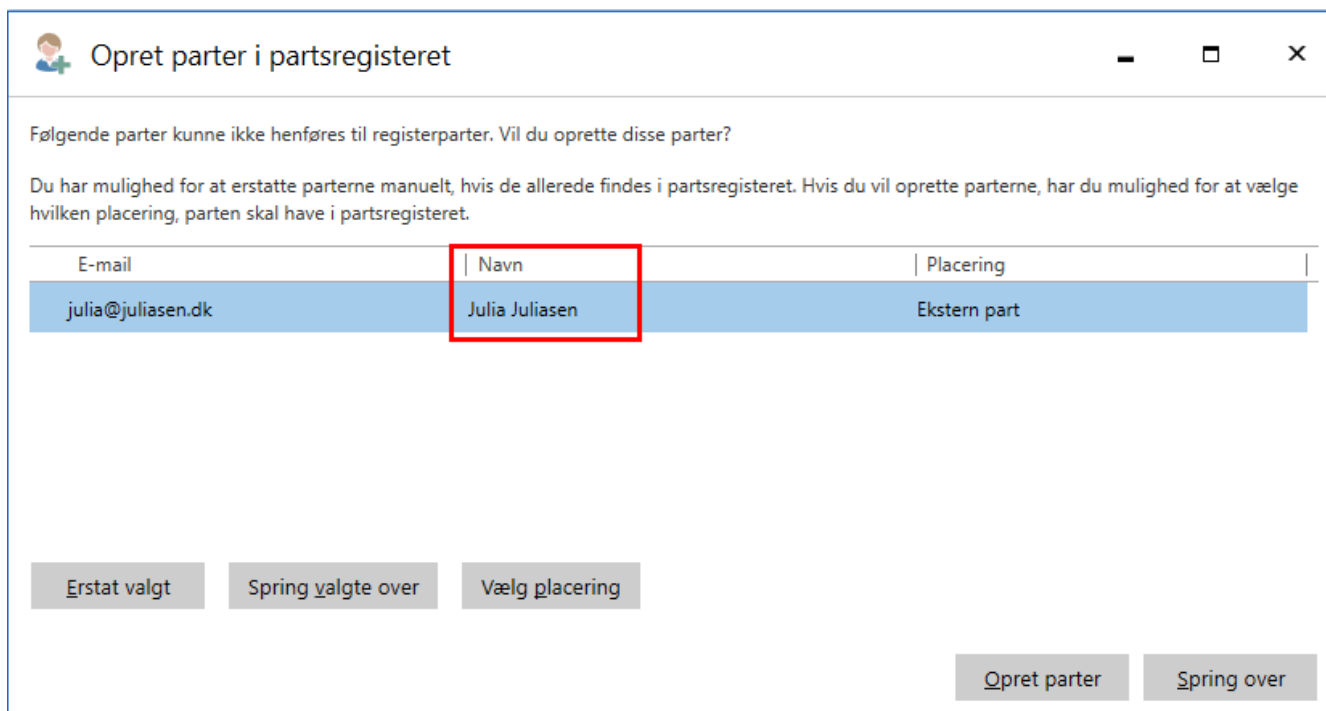 Opret parter i partsregisteret
Følgende parter kunne ikke henføres til registerparter. Vil du oprette disse parter?
Du har mulighed for at erstatte parterne manuelt, hvis de allerede findes i partsregisteret. Hvis du vil oprette parterne, har du mulighed for at vælge
hvilken placering, parten skal have i partsregisteret.
E-mail Navn Placering
julia@juliasen.dk Julia Juliasen Ekstern part
Erstat valgt Spring valgte over Vælg placering
Opret parter Spring over